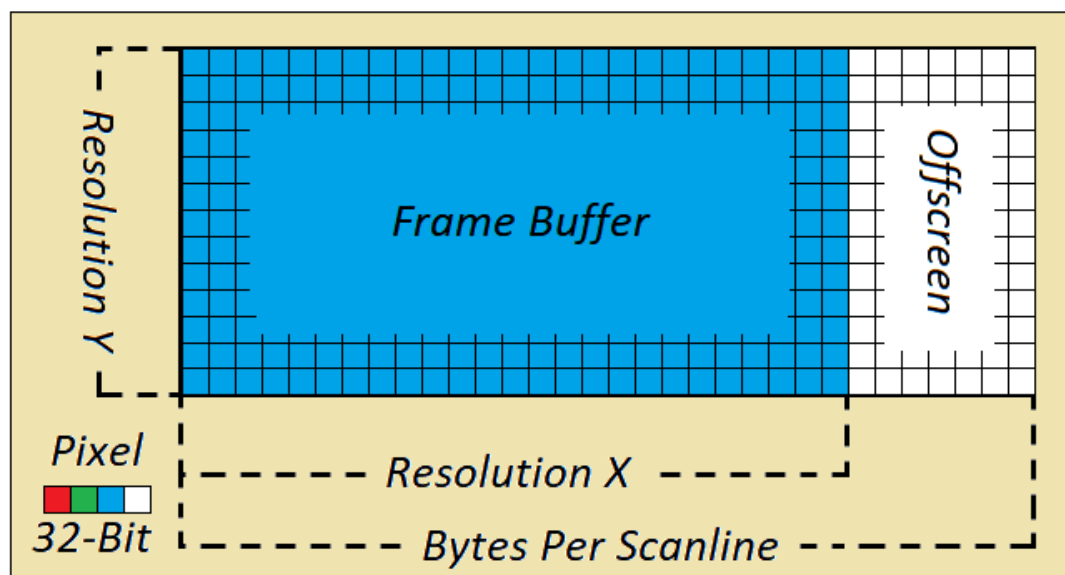 Resolution Y
Frame Buffer
Offscreen
Pixel
32-Bit
Resolution X
Bytes Per Scanline